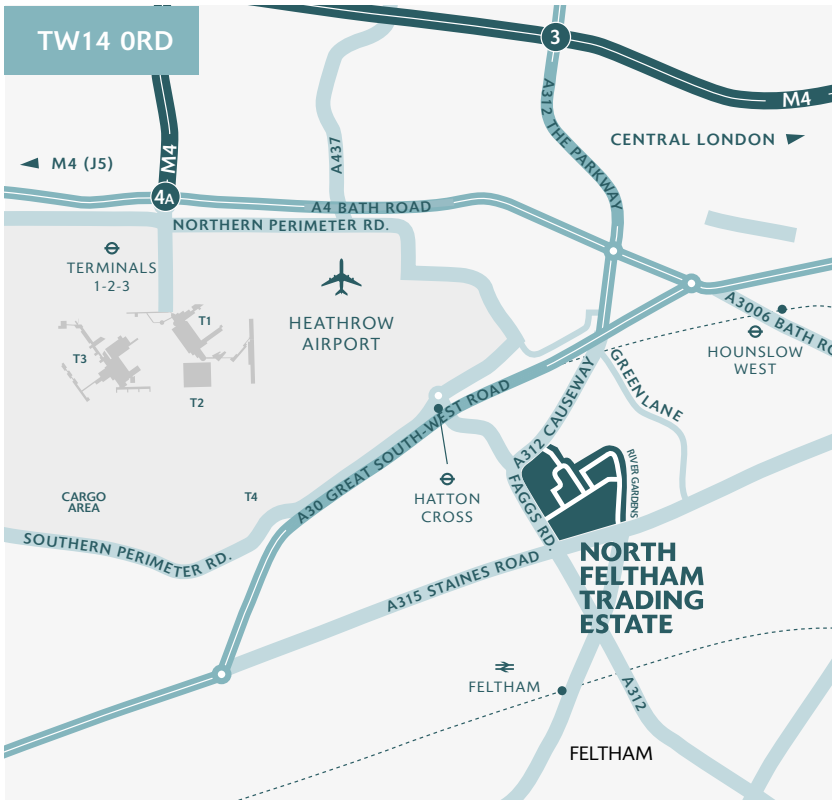 TW14 0RD
3
M4
M4
A312 THE PARKWAY
CENTRAL LONDON
M4 (J5)
A437
4A
A4 BATH ROAD
NORTHERN PERIMETER RD.
TERMINALS
1-2-3
HEATHROW
AIRPORT
T1
T3
T2
A3006 BATH RO
HOUNSLOW
WEST
GREEN LANE
A312 CAUSEWAY
A30 GREAT SOUTH-WEST ROAD
HATTON
CROSS
FAGGS RD.
RIVER GARDENS
CARGO
AREA
T4
SOUTHERN PERIMETER RD.
A315 STAINES ROAD
NORTH
FELTHAM
TRADING
ESTATE
FELTHAM
A312
FELTHAM